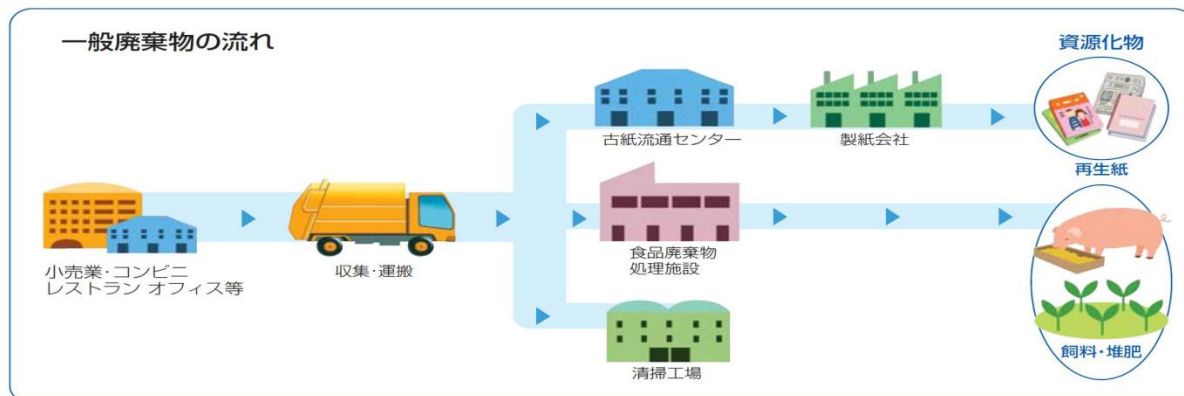 一般廃棄物の流れ
資源化物
古紙流通センター
製紙会社
再生紙
小売業・コンビニ
レストラン オフィス等
収集・運搬
食品廃棄物
処理施設
清掃工場
飼料・堆肥